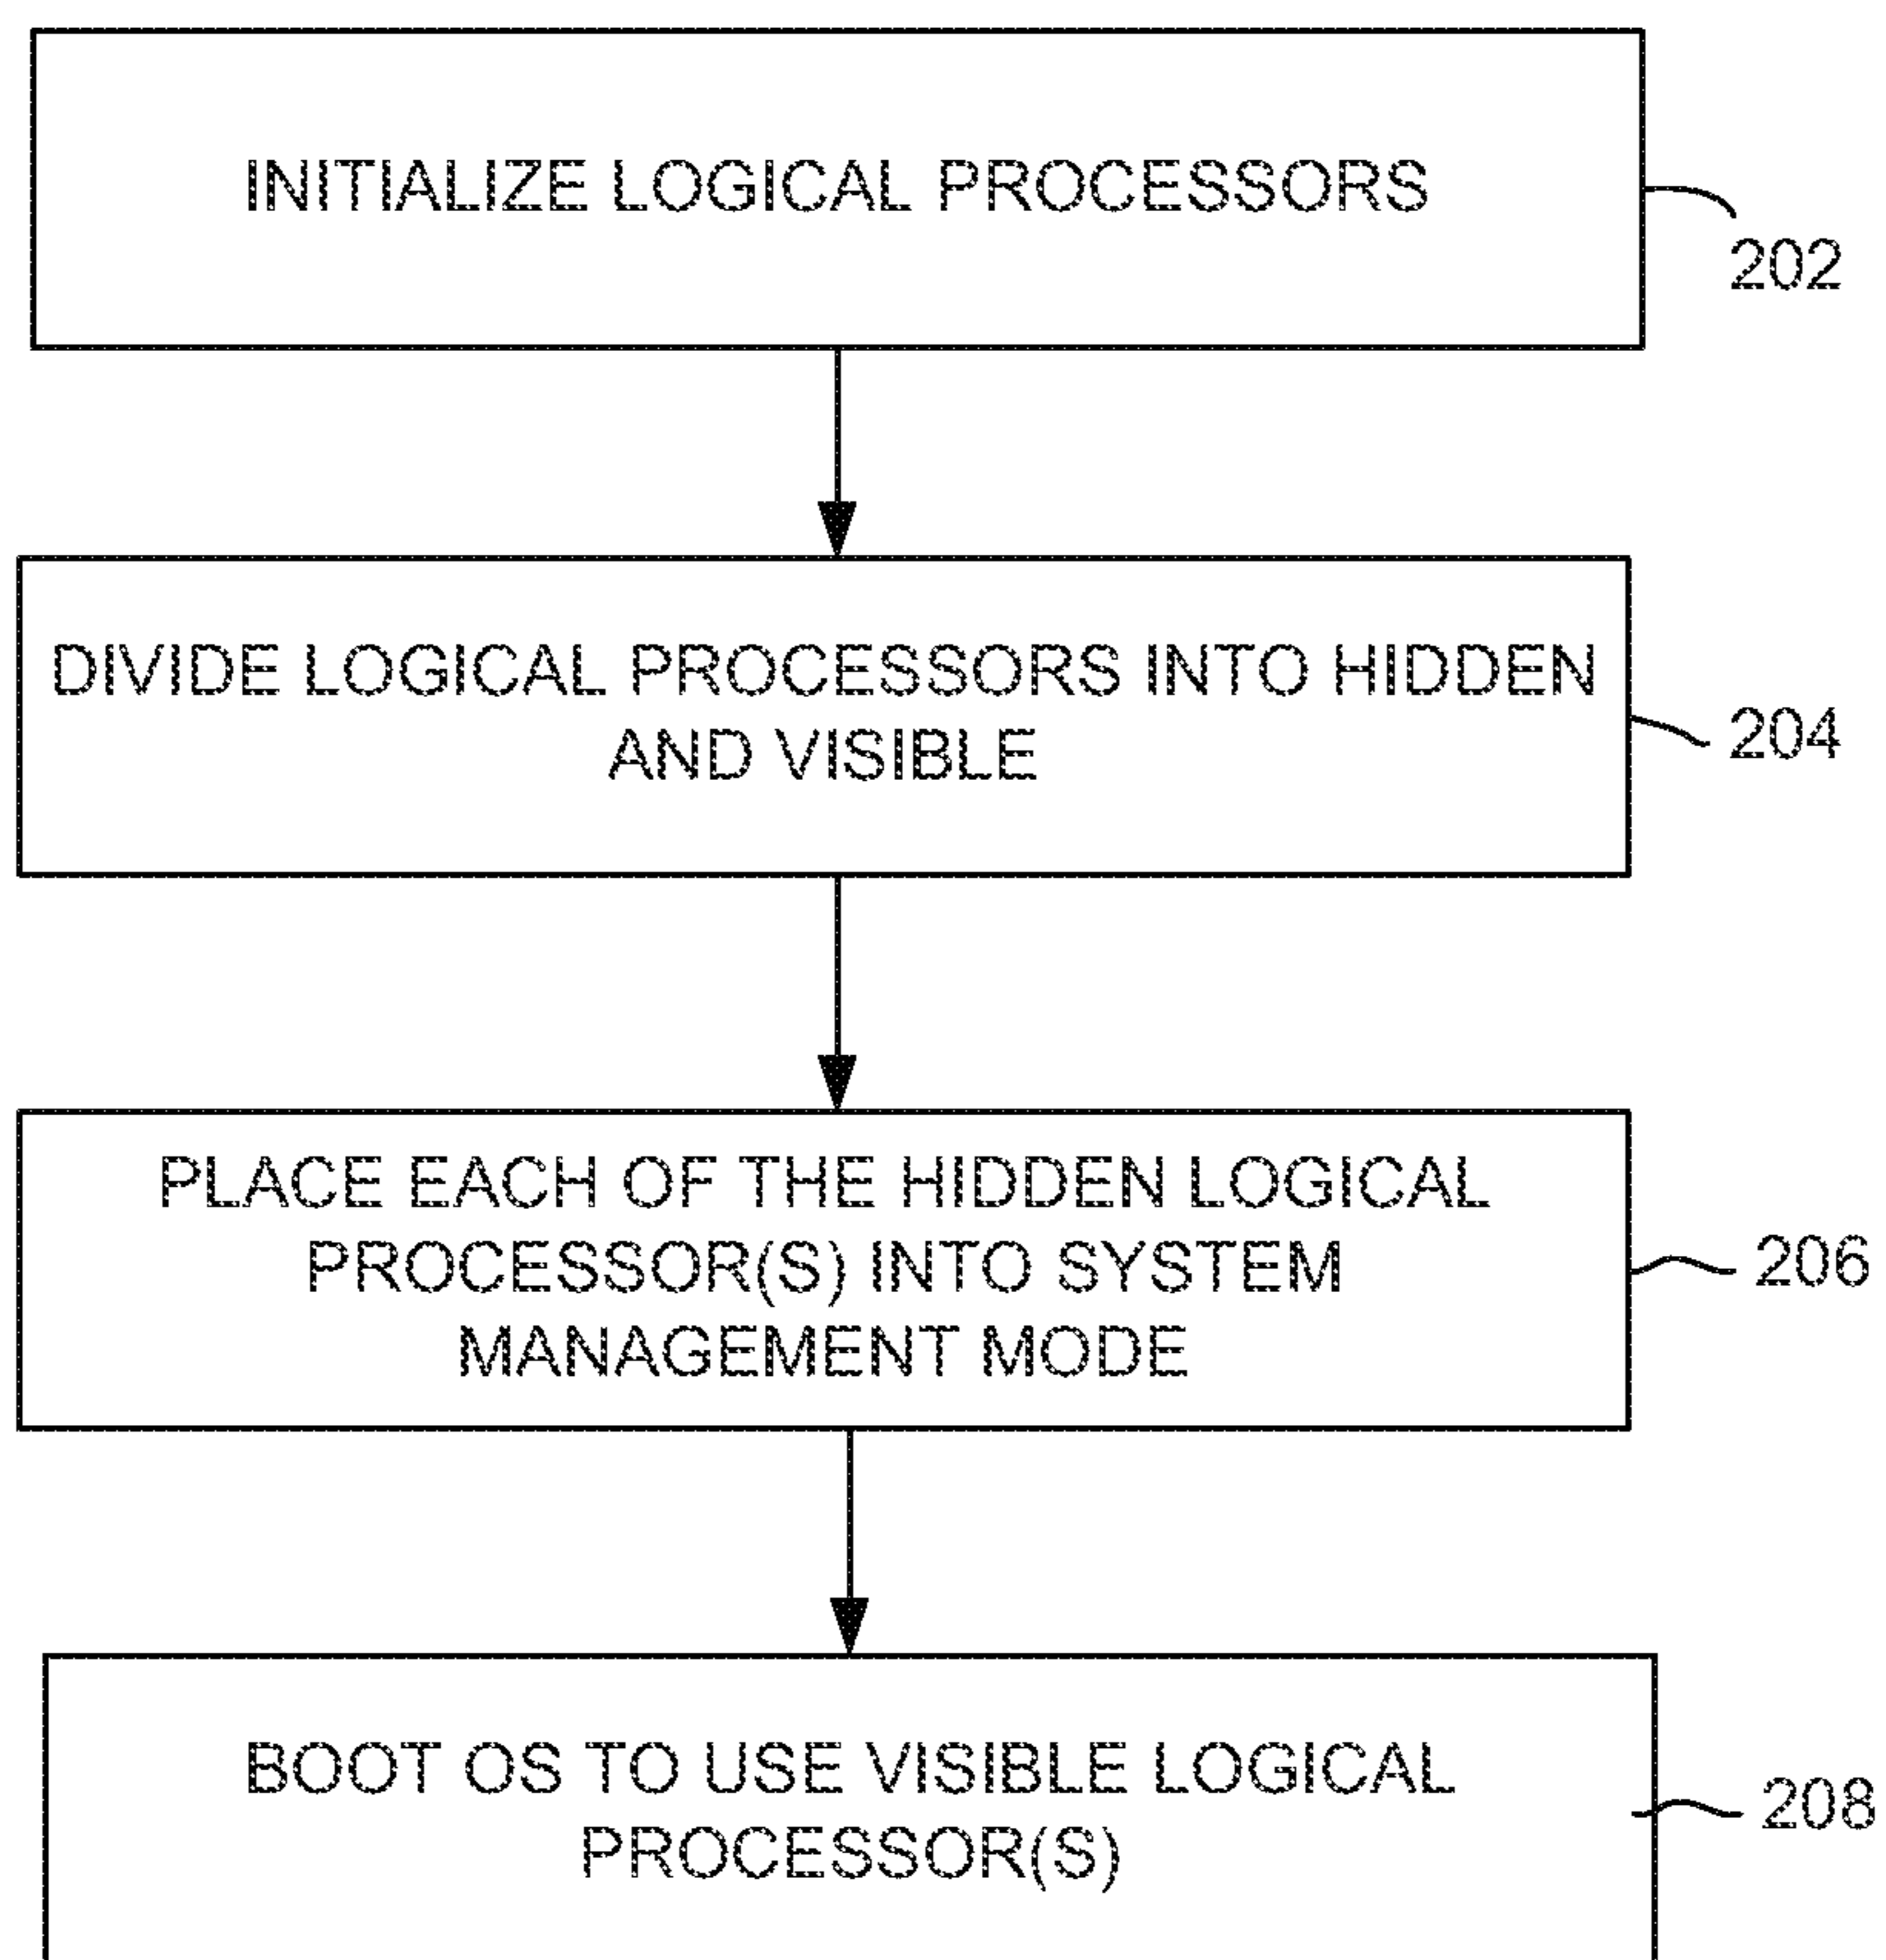 INITIALIZE LOGICAL PROCESSORS
202
DIVIDE LOGICAL PROCESSORS INTO HIDDEN
AND VISIBLE
204
PLACE EACH OF THE HIDDEN LOGICAL
PROCESSOR(S) INTO SYSTEM
MANAGEMENT MODE
206
BOOT OS TO USE VISIBLE LOGICAL
PROCESSOR(S)
208